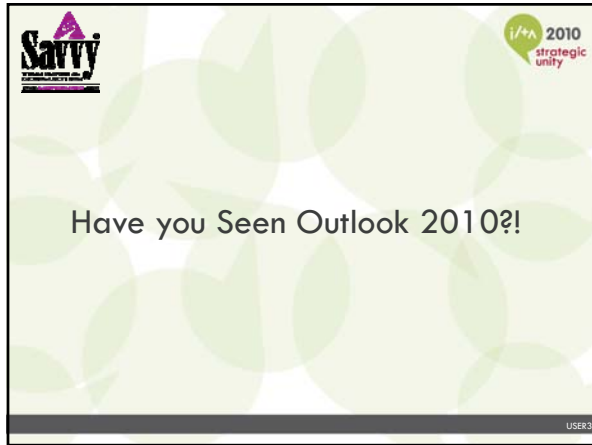 Savvy
i/+∧ 2010
strategic
unity
Have you Seen Outlook 2010?!
USER3